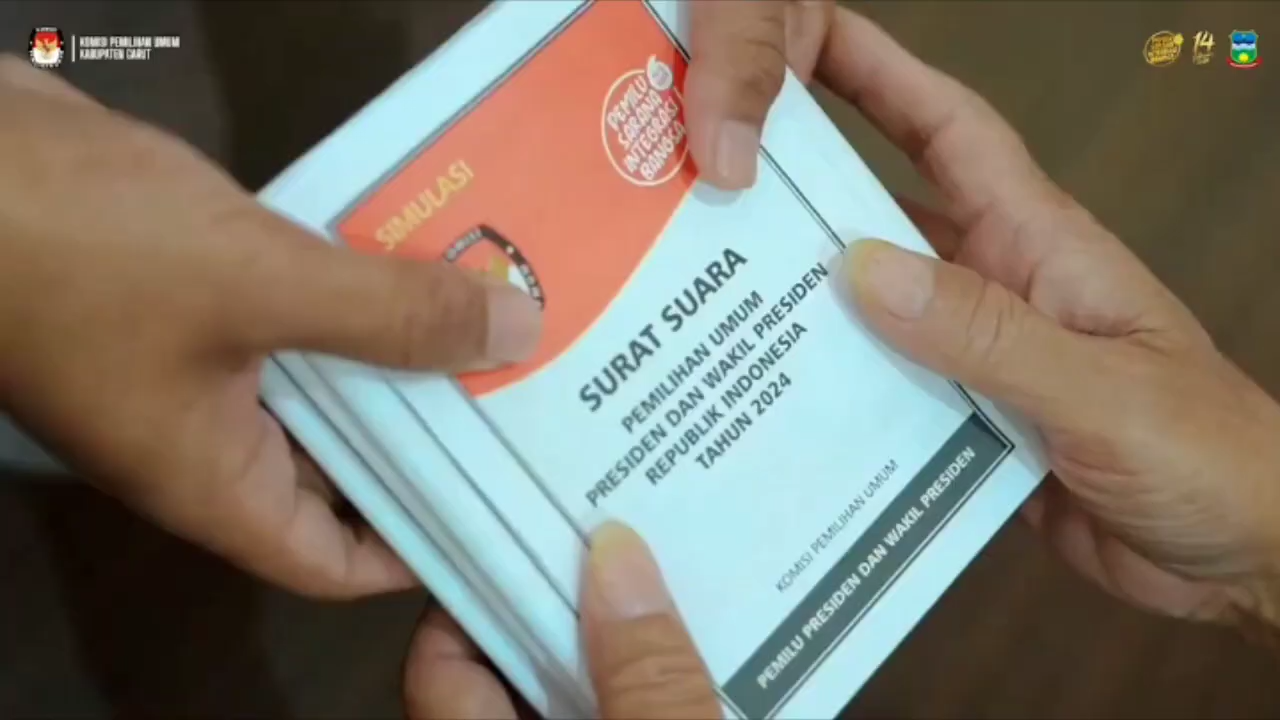 KOMISI PEMILIHAN UMUM
KABUPATEN GARUT
14
PEMILU
SARANA
INTEGRASI
BANGSA
SIMULASI
SURAT SUARA
PEMILIHAN UMUM
PRESIDEN DAN WAKIL PRESIDEN
REPUBLIK INDONESIA
TAHUN 2024
KOMISI PEMILIHAN UMUM
PEMILU PRESIDEN DAN WAKIL PRESIDEN